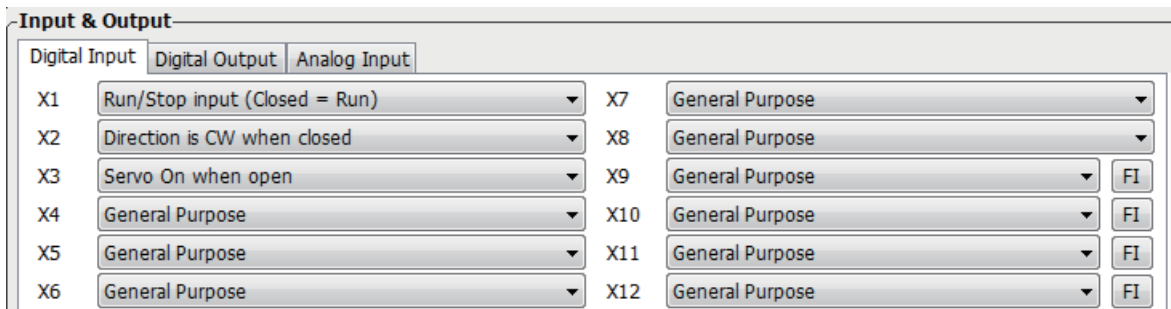 Input & Output
Digital Input Digital Output Analog Input
X1 Run/Stop input (Closed = Run) X7 General Purpose
X2 Direction is CW when closed X8 General Purpose
X3 Servo On when open X9 General Purpose FI
X4 General Purpose X10 General Purpose FI
X5 General Purpose X11 General Purpose FI
X6 General Purpose X12 General Purpose FI